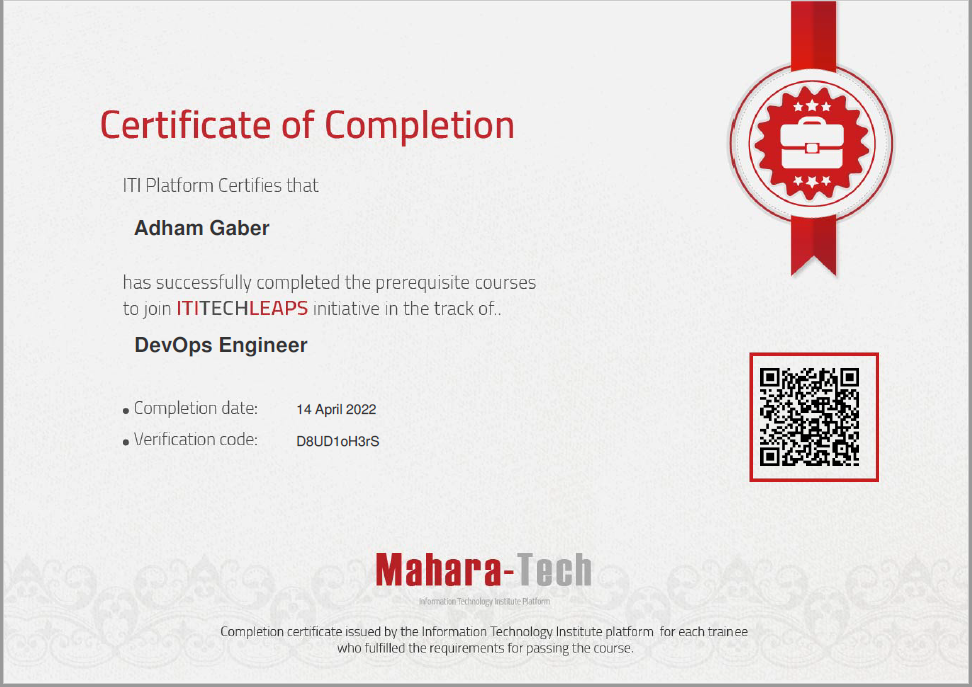 Certificate of Completion
ITI Platform Certifies that
Adham Gaber
has successfully completed the prerequisite courses
to join ITITECHLEAPS initiative in the track of..
DevOps Engineer
Completion date: 14 April 2022
Verification code: D8UD1oH3rS
Mahara-Tech
Information Technology Institute Platform
Completion certificate issued by the Information Technology Institute platform for each trainee
who fulfilled the requirements for passing the course.